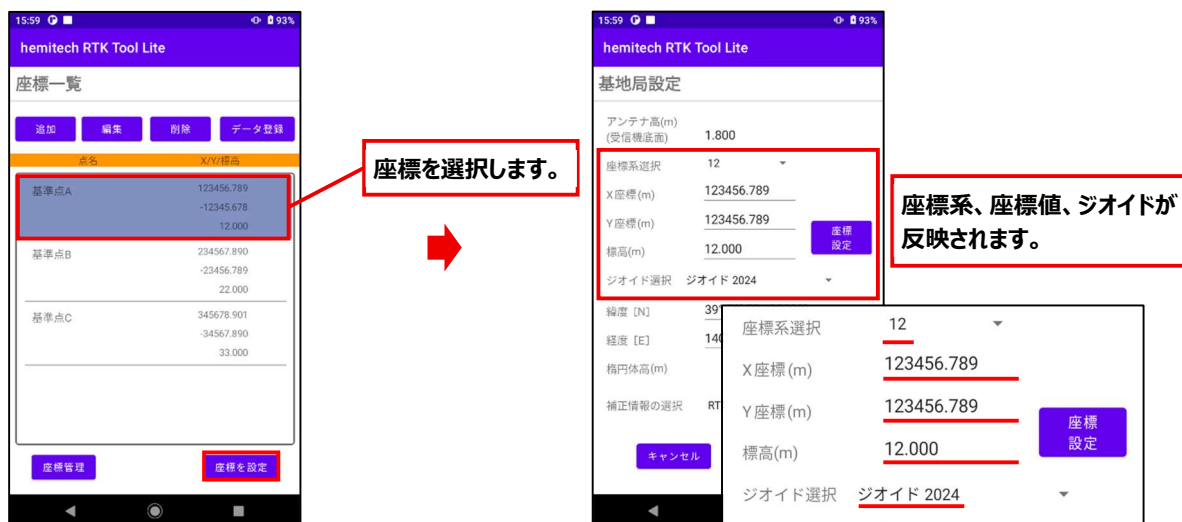 15:59
93%
hemitech RTK Tool Lite
座標一覧
追加
編集
削除
データ登録
点名
X/Y/標高
基準点A
123456.789
-12345.678
12.000
基準点B
234567.890
-23456.789
22.000
基準点C
345678.901
-34567.890
33.000
座標管理
座標を設定
座標を選択します。
15:59
93%
hemitech RTK Tool Lite
基地局設定
アンテナ高(m)
(受信機底面)
1.800
座標系選択
12
X座標(m)
123456.789
Y座標(m)
123456.789
標高(m)
12.000
座標
設定
ジオイド選択
ジオイド 2024
緯度 [N]
経度 [E]
楕円体高(m)
補正情報の選択
RT
キャンセル
座標系、座標値、ジオイドが
反映されます。
座標系選択
12
X座標(m)
123456.789
Y座標(m)
123456.789
標高(m)
12.000
座標
設定
ジオイド選択
ジオイド 2024